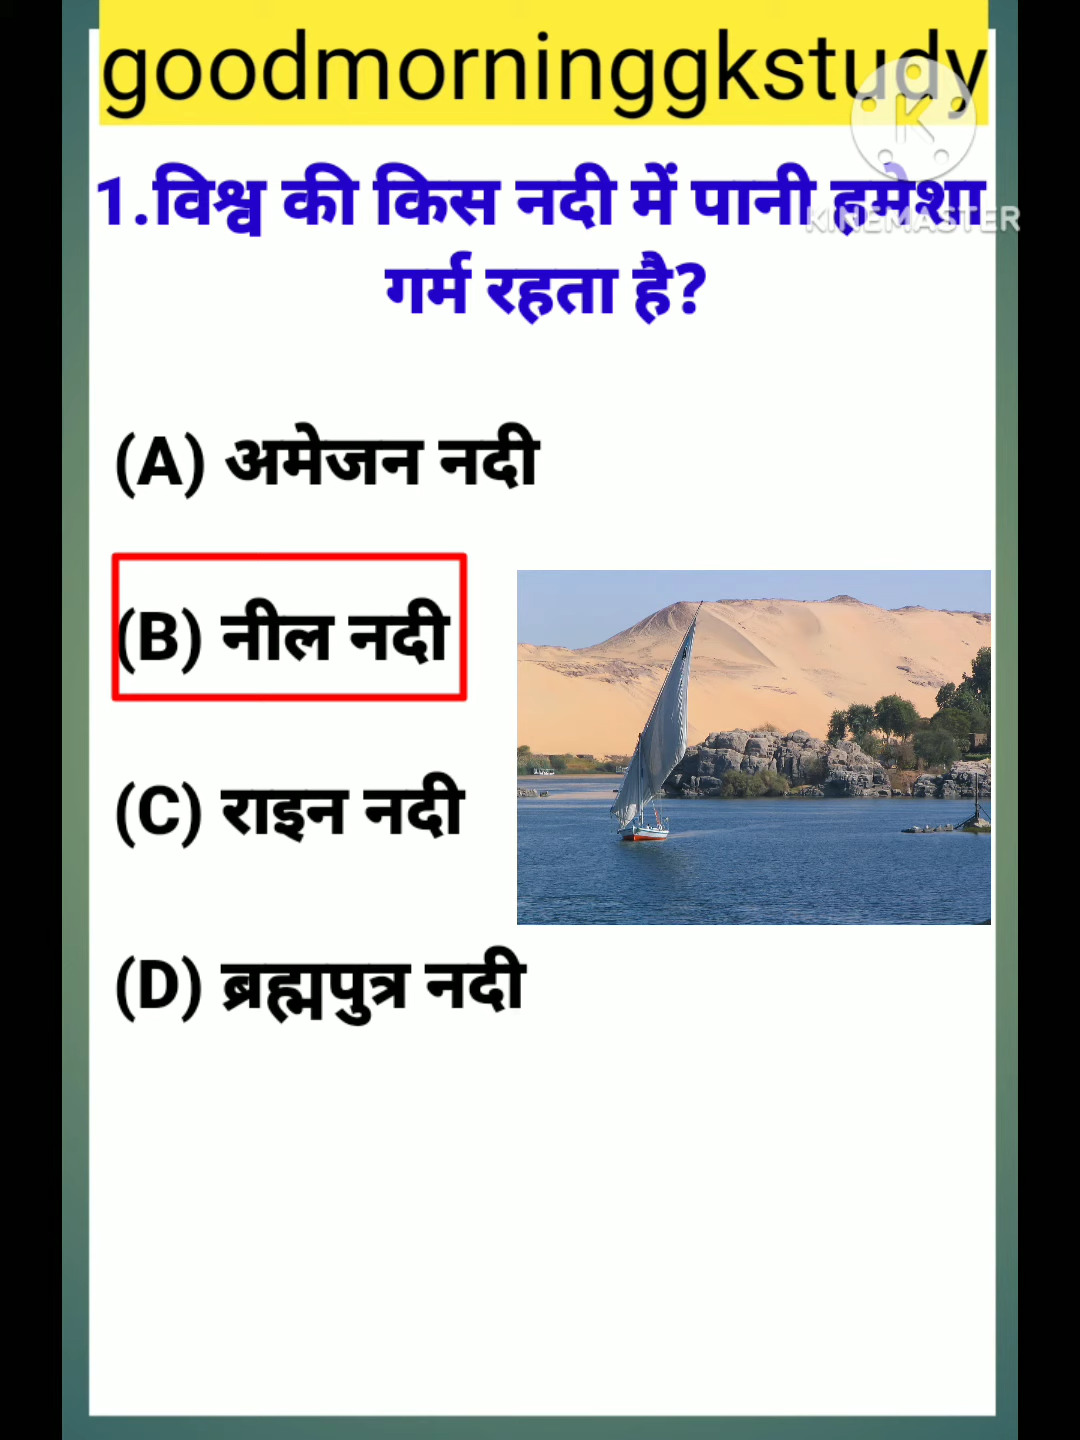 goodmorninggkstudy
KINEMASTER
1.विश्व की किस नदी में पानी हमेशा
गर्म रहता है?
(A) अमेजन नदी
(B) नील नदी
(C) राइन नदी
(D) ब्रह्मपुत्र नदी